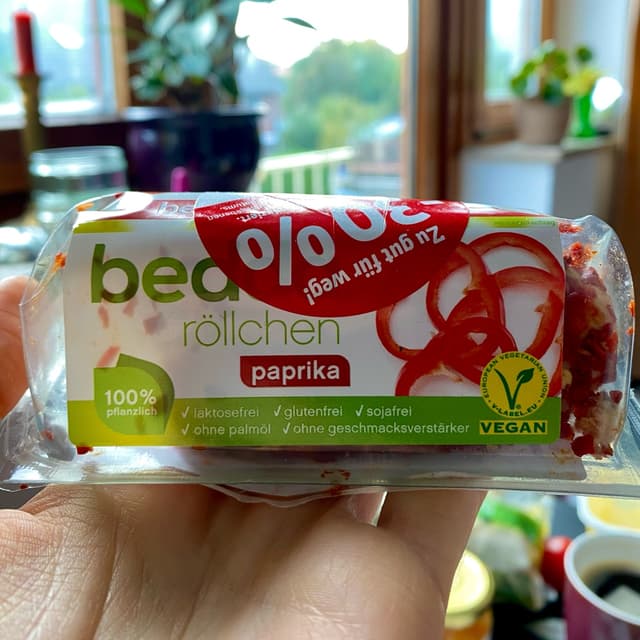 bea
röllchen
paprika
100%
pflanzlich
✓ laktosefrei ✓ glutenfrei ✓ sojafrei
✓ ohne palmöl ✓ ohne geschmacksverstärker
EUROPEAN VEGETARIAN UNION
V-LABEL.EU
VEGAN
Zu gut für weg!
30%